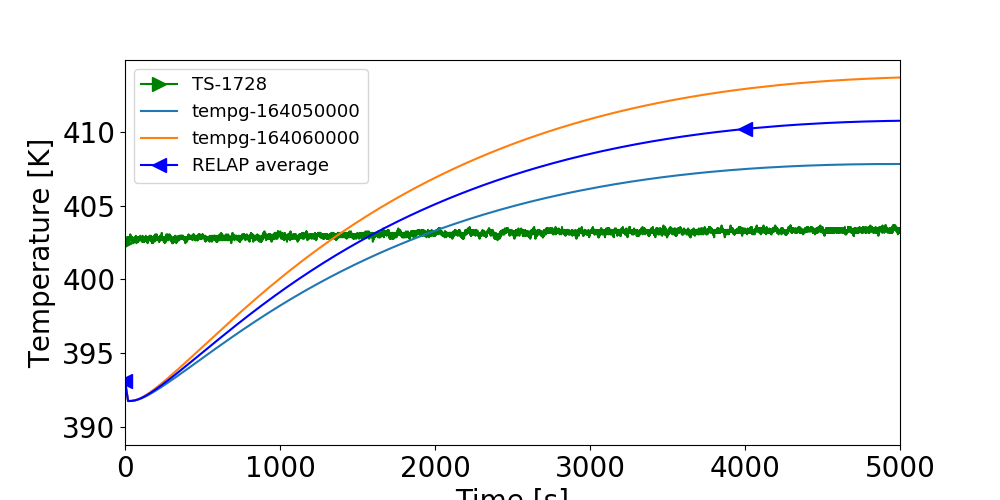 TS-1728
tempg-164050000
tempg-164060000
RELAP average
Temperature [K]
410
405
400
395
390
0 1000 2000 3000 4000 5000
Time [s]